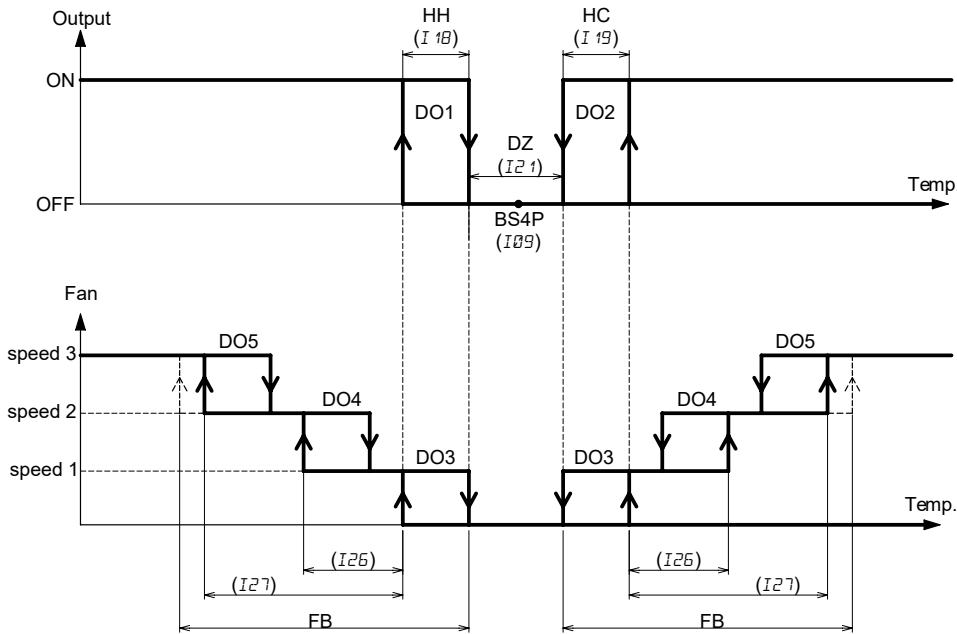 Output
HH
(I18)
HC
(I19)
ON
DO1
DO2
DZ
(I21)
Temp.
OFF
BS4P
(I09)
Fan
speed 3
DO5
DO5
speed 2
DO4
DO4
speed 1
DO3
DO3
Temp.
(I26)
(I26)
(I27)
(I27)
FB
FB